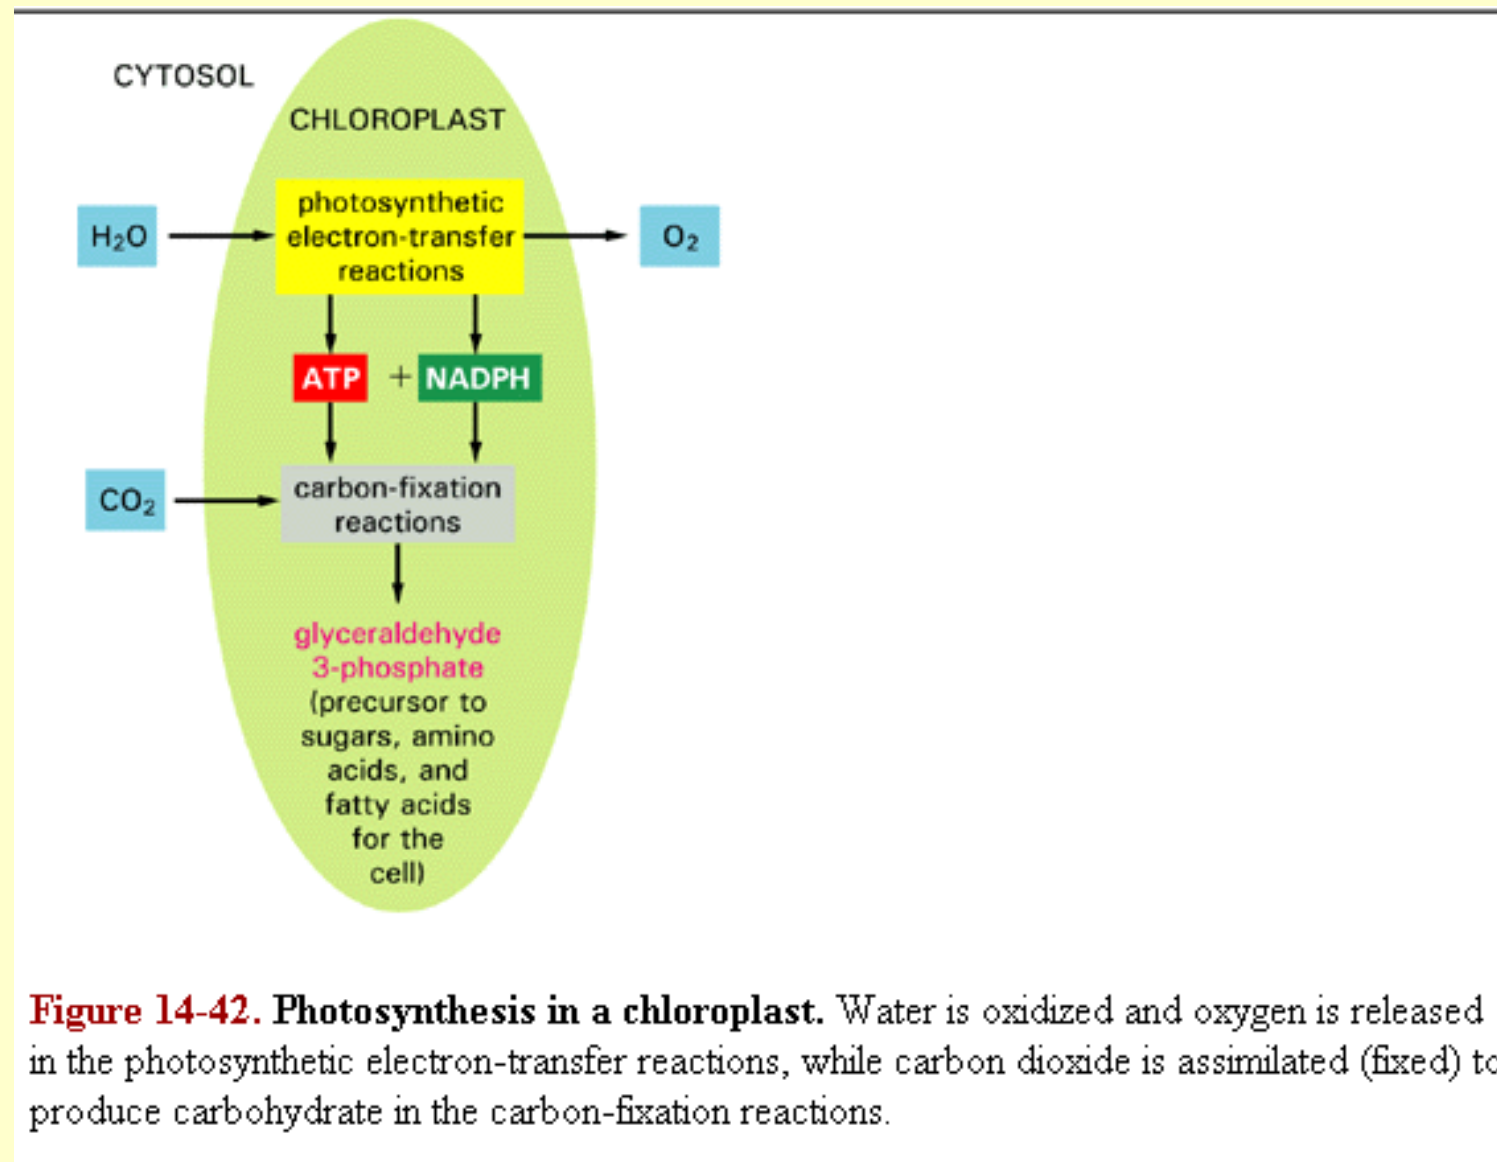 CYTOSOL
CHLOROPLAST
photosynthetic
electron-transfer
reactions
H₂O
O₂
ATP + NADPH
CO₂
carbon-fixation
reactions
glyceraldehyde
3-phosphate
(precursor to
sugars, amino
acids, and
fatty acids
for the
cell)
Figure 14-42. Photosynthesis in a chloroplast. Water is oxidized and oxygen is released
in the photosynthetic electron-transfer reactions, while carbon dioxide is assimilated (fixed) to
produce carbohydrate in the carbon-fixation reactions.